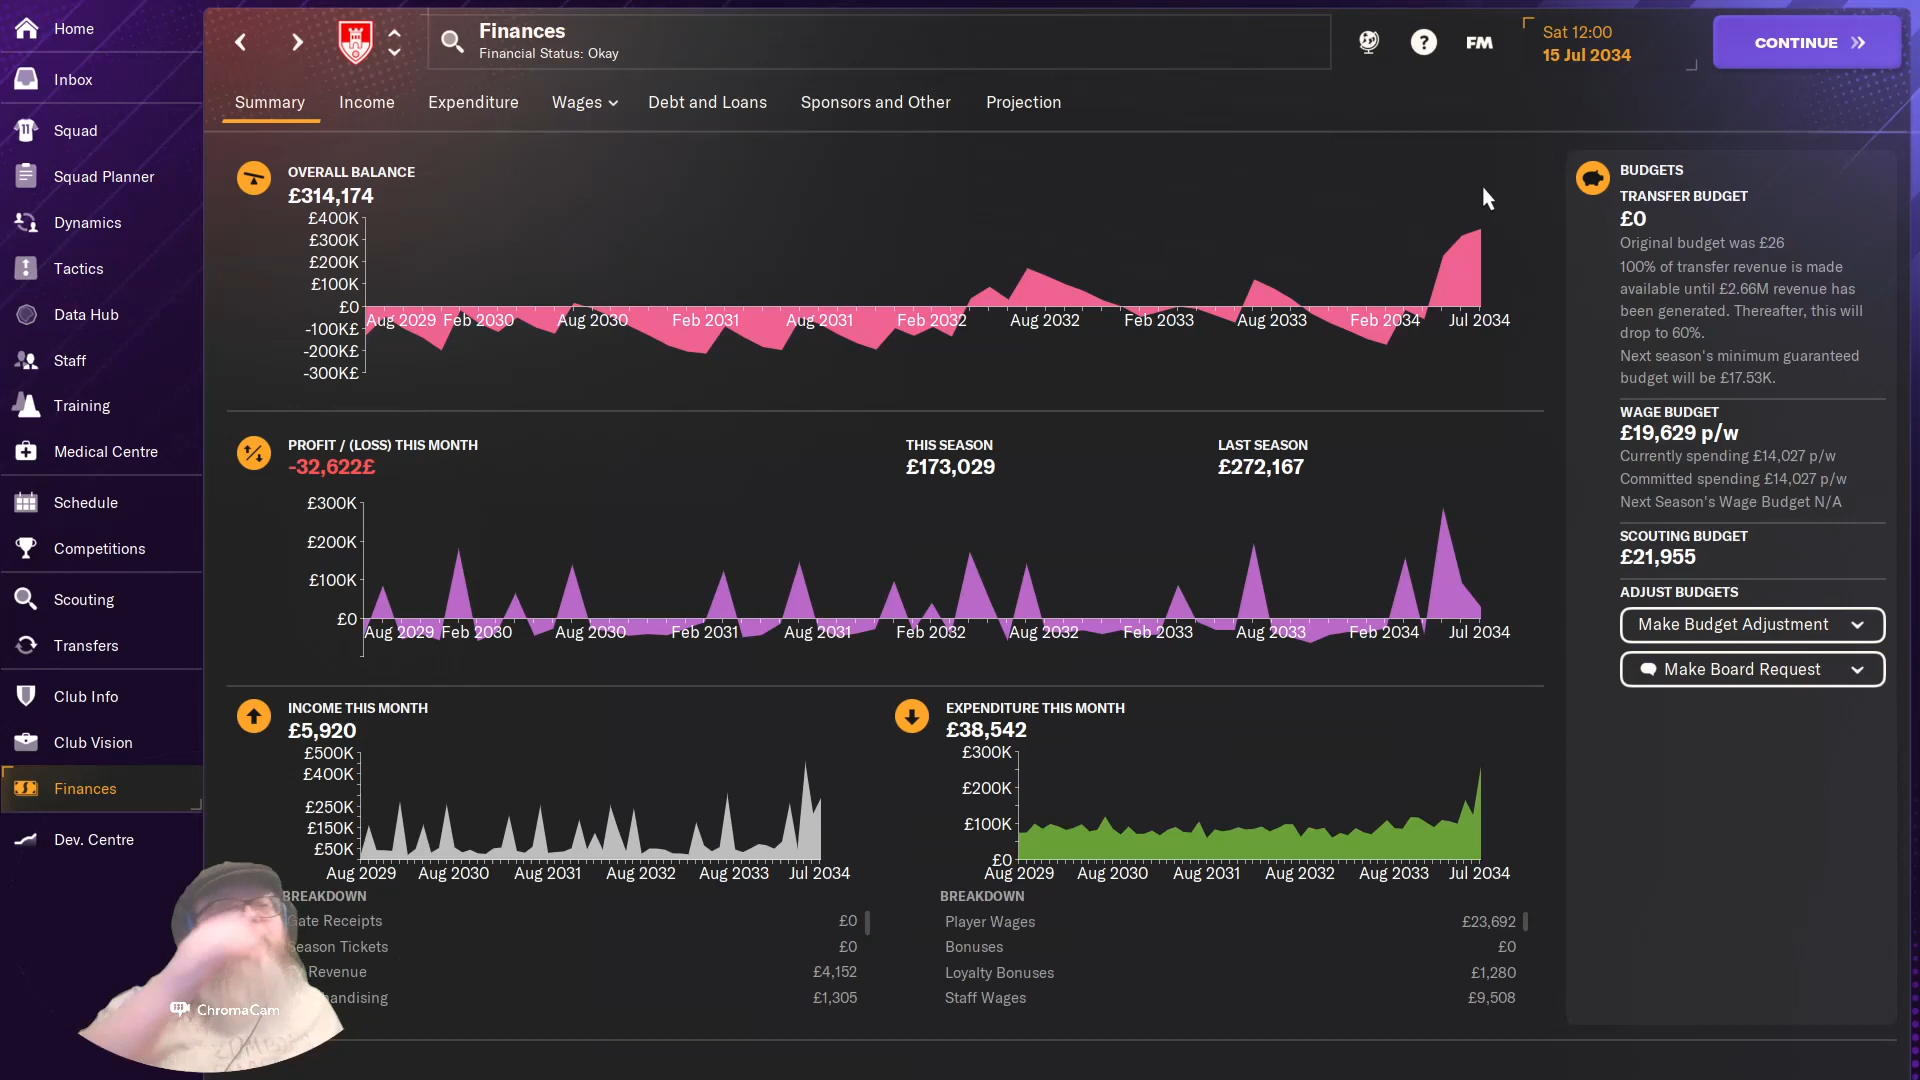 Home
Inbox
Squad
Squad Planner
Dynamics
Tactics
Data Hub
Staff
Training
Medical Centre
Schedule
Competitions
Scouting
Transfers
Club Info
Club Vision
Finances
Dev. Centre
Finances
Financial Status: Okay
?
FM
Sat 12:00
15 Jul 2034
CONTINUE
Summary Income Expenditure Wages Debt and Loans Sponsors and Other Projection
OVERALL BALANCE
£314,174
£400K
£300K
£200K
£100K
£0
-100K£
-200K£
-300K£
Aug 2029 Feb 2030 Aug 2030 Feb 2031 Aug 2031 Feb 2032 Aug 2032 Feb 2033 Aug 2033 Feb 2034 Jul 2034
PROFIT / (LOSS) THIS MONTH
-32,622£
THIS SEASON
£173,029
LAST SEASON
£272,167
£300K
£200K
£100K
£0
Aug 2029 Feb 2030 Aug 2030 Feb 2031 Aug 2031 Feb 2032 Aug 2032 Feb 2033 Aug 2033 Feb 2034 Jul 2034
INCOME THIS MONTH
£5,920
£500K
£400K
£250K
£150K
£50K
Aug 2029 Aug 2030 Aug 2031 Aug 2032 Aug 2033 Jul 2034
BREAKDOWN
Gate Receipts £0
Season Tickets £0
Revenue £4,152
handising £1,305
EXPENDITURE THIS MONTH
£38,542
£300K
£200K
£100K
£0
Aug 2029 Aug 2030 Aug 2031 Aug 2032 Aug 2033 Jul 2034
BREAKDOWN
Player Wages £23,692
Bonuses £0
Loyalty Bonuses £1,280
Staff Wages £9,508
BUDGETS
TRANSFER BUDGET
£0
Original budget was £26
100% of transfer revenue is made
available until £2.66M revenue has
been generated. Thereafter, this will
drop to 60%.
Next season's minimum guaranteed
budget will be £17.53K.
WAGE BUDGET
£19,629 p/w
Currently spending £14,027 p/w
Committed spending £14,027 p/w
Next Season's Wage Budget N/A
SCOUTING BUDGET
£21,955
ADJUST BUDGETS
Make Budget Adjustment
Make Board Request
ChromaCam